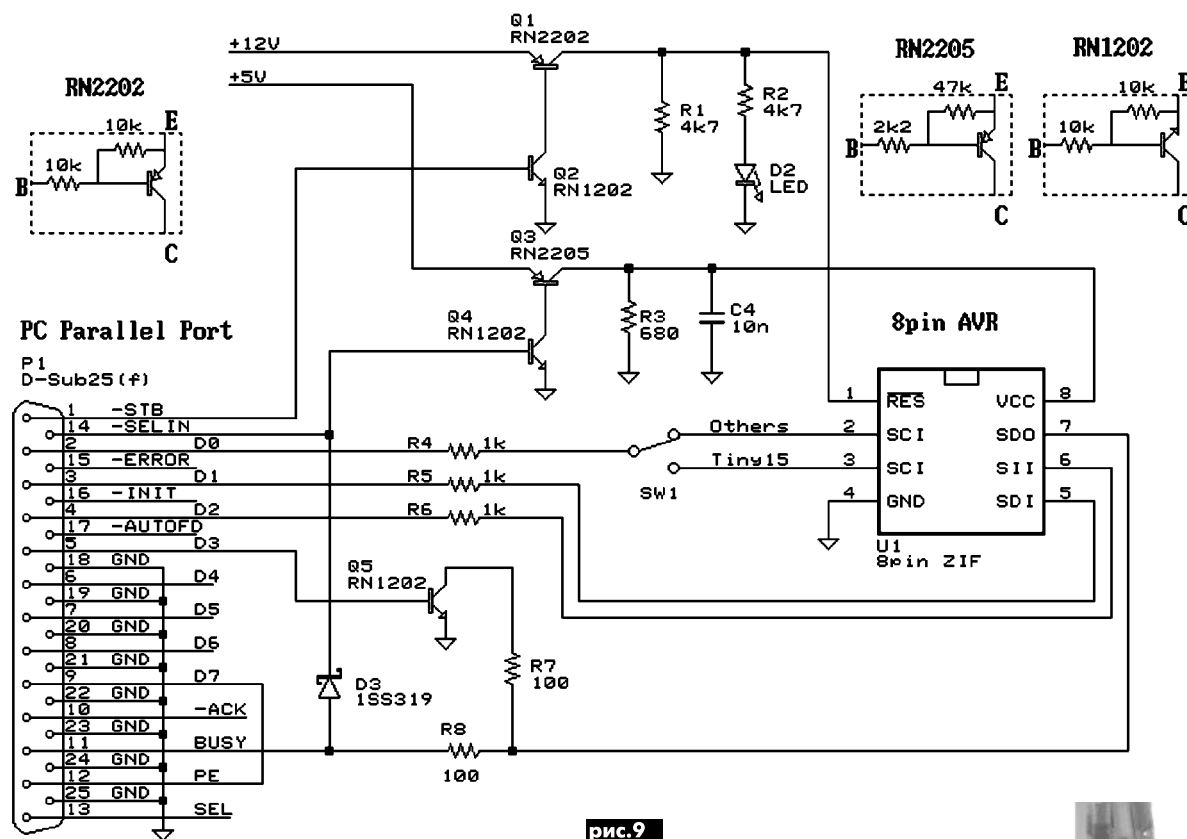 Q1
RN2202
+12V
+5V
RN2202
10k
E
10k
B
C
Q2
RN1202
R1
4k7
R2
4k7
D2
LED
RN2205
47k
E
2k2
B
C
RN1202
10k
E
10k
B
C
Q3
RN2205
Q4
RN1202
R3
680
C4
10n
8pin AVR
PC Parallel Port
P1
D-Sub25(f)
1 -STB
14 -SELIN
2 D0
15 -ERROR
3 D1
16 -INIT
4 D2
17 -AUTOFD
5 D3
18 GND
6 D4
19 GND
7 D5
20 GND
8 D6
21 GND
9 D7
22 GND
10 -ACK
23 GND
11 BUSY
24 GND
12 PE
25 GND
13 SEL
R4 1k
R5 1k
R6 1k
Others
Tiny15
SW1
1 RES VCC 8
2 SCI SDO 7
3 SCI SII 6
4 GND SDI 5
U1
8pin ZIF
Q5
RN1202
R7
100
D3
1SS319
R8
100
рис.9